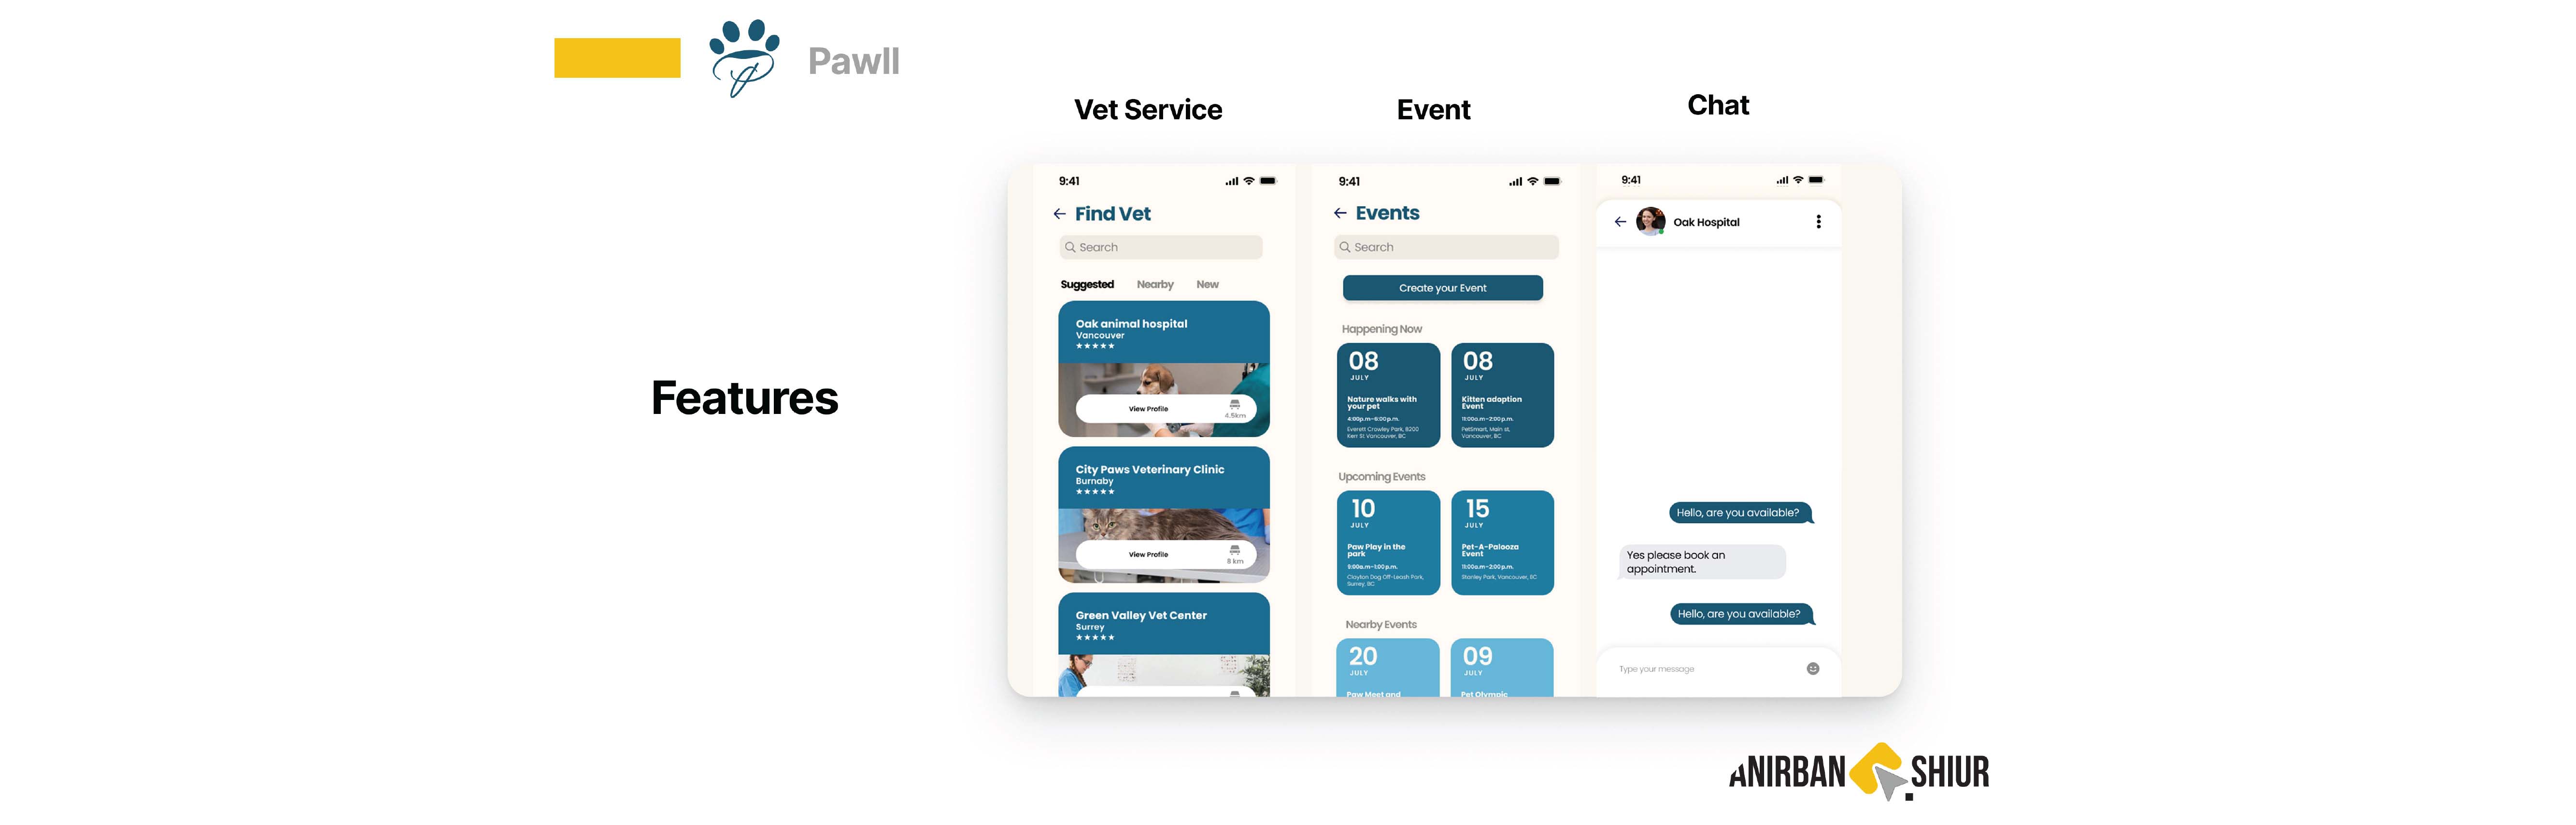 Pawll
Vet Service
Event
Chat
Features
9:41
Find Vet
Search
Suggested
Nearby
New
Oak animal hospital
Vancouver
View Profile
4.5km
City Paws Veterinary Clinic
Burnaby
View Profile
8 km
Green Valley Vet Center
Surrey
9:41
Events
Search
Create your Event
Happening Now
08
JULY
Nature walks with
your pet
4:00p.m-6:00p.m.
Everett Crowley Park, 8200
Kerr St Vancouver, BC
08
JULY
Kitten adoption
Event
11:00a.m-2:00p.m.
PetSmart, Main st,
Vancouver, BC
Upcoming Events
10
JULY
Paw Play in the
park
9:00a.m-1:00p.m.
Clayton Dog Off-Leash Park,
Surrey, BC
15
JULY
Pet-A-Palooza
Event
11:00a.m-2:00p.m.
Stanley Park, Vancouver, BC
Nearby Events
20
JULY
Paw Meet and
09
JULY
Pet Olympic
9:41
Oak Hospital
Hello, are you available?
Yes please book an
appointment.
Hello, are you available?
Type your message
ANIRBAN SHIUR